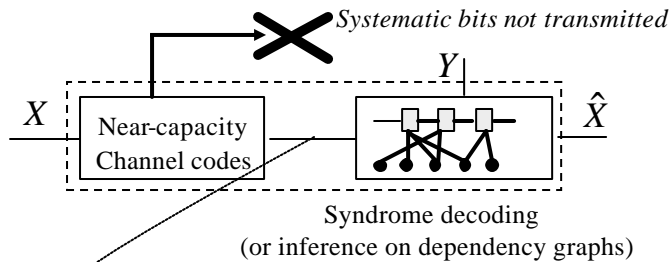 Systematic bits not transmitted
Y
X
Near-capacity
Channel codes
X̂
Syndrome decoding
(or inference on dependency graphs)